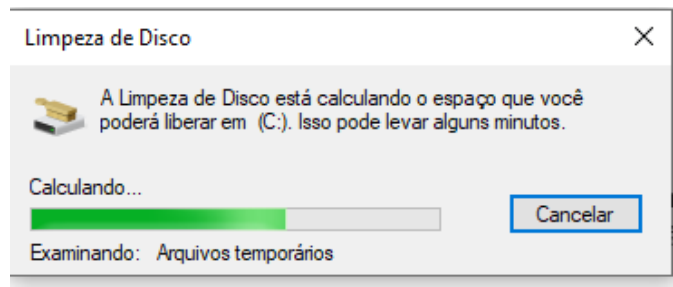 Limpeza de Disco
A Limpeza de Disco está calculando o espaço que você
poderá liberar em (C:). Isso pode levar alguns minutos.
Calculando...
Cancelar
Examinando: Arquivos temporários